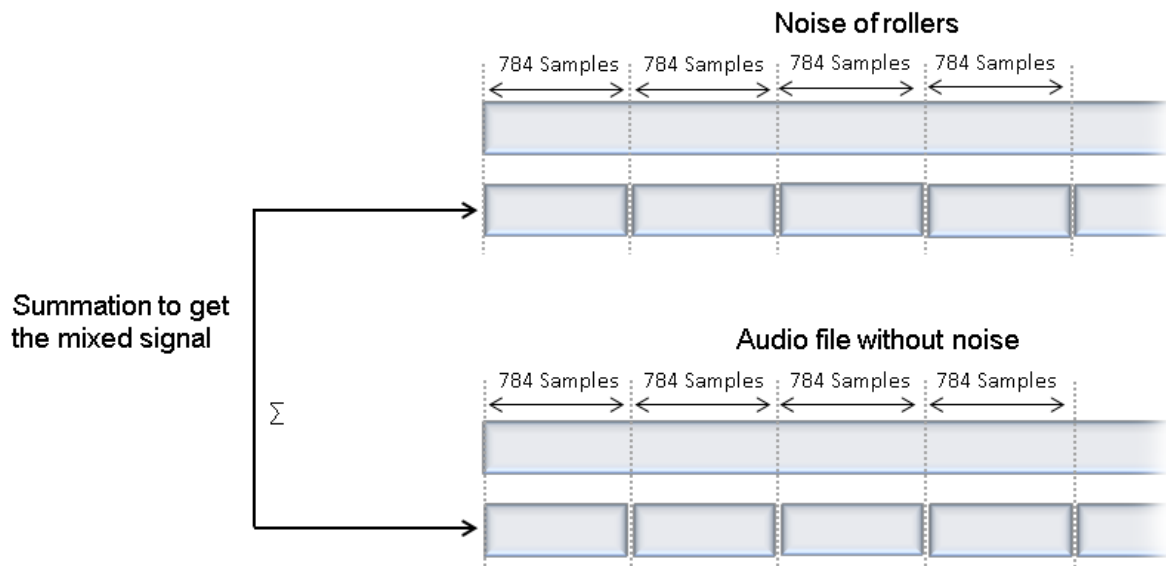 Noise of rollers
784 Samples 784 Samples 784 Samples 784 Samples
Summation to get
the mixed signal
Σ
Audio file without noise
784 Samples 784 Samples 784 Samples 784 Samples